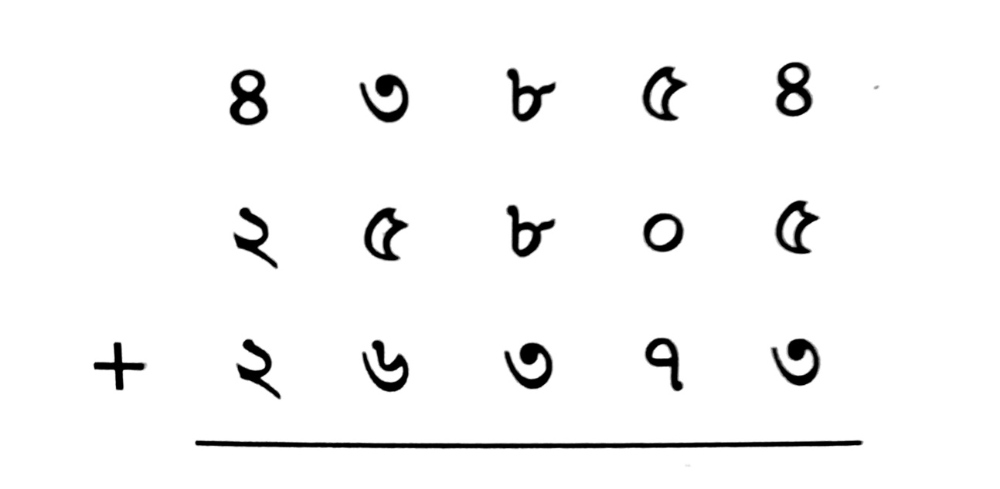 ৪ ৩ ৮ ৫ ৪
২ ৫ ৮ ০ ৫
+ ২ ৬ ৩ ৭ ৩